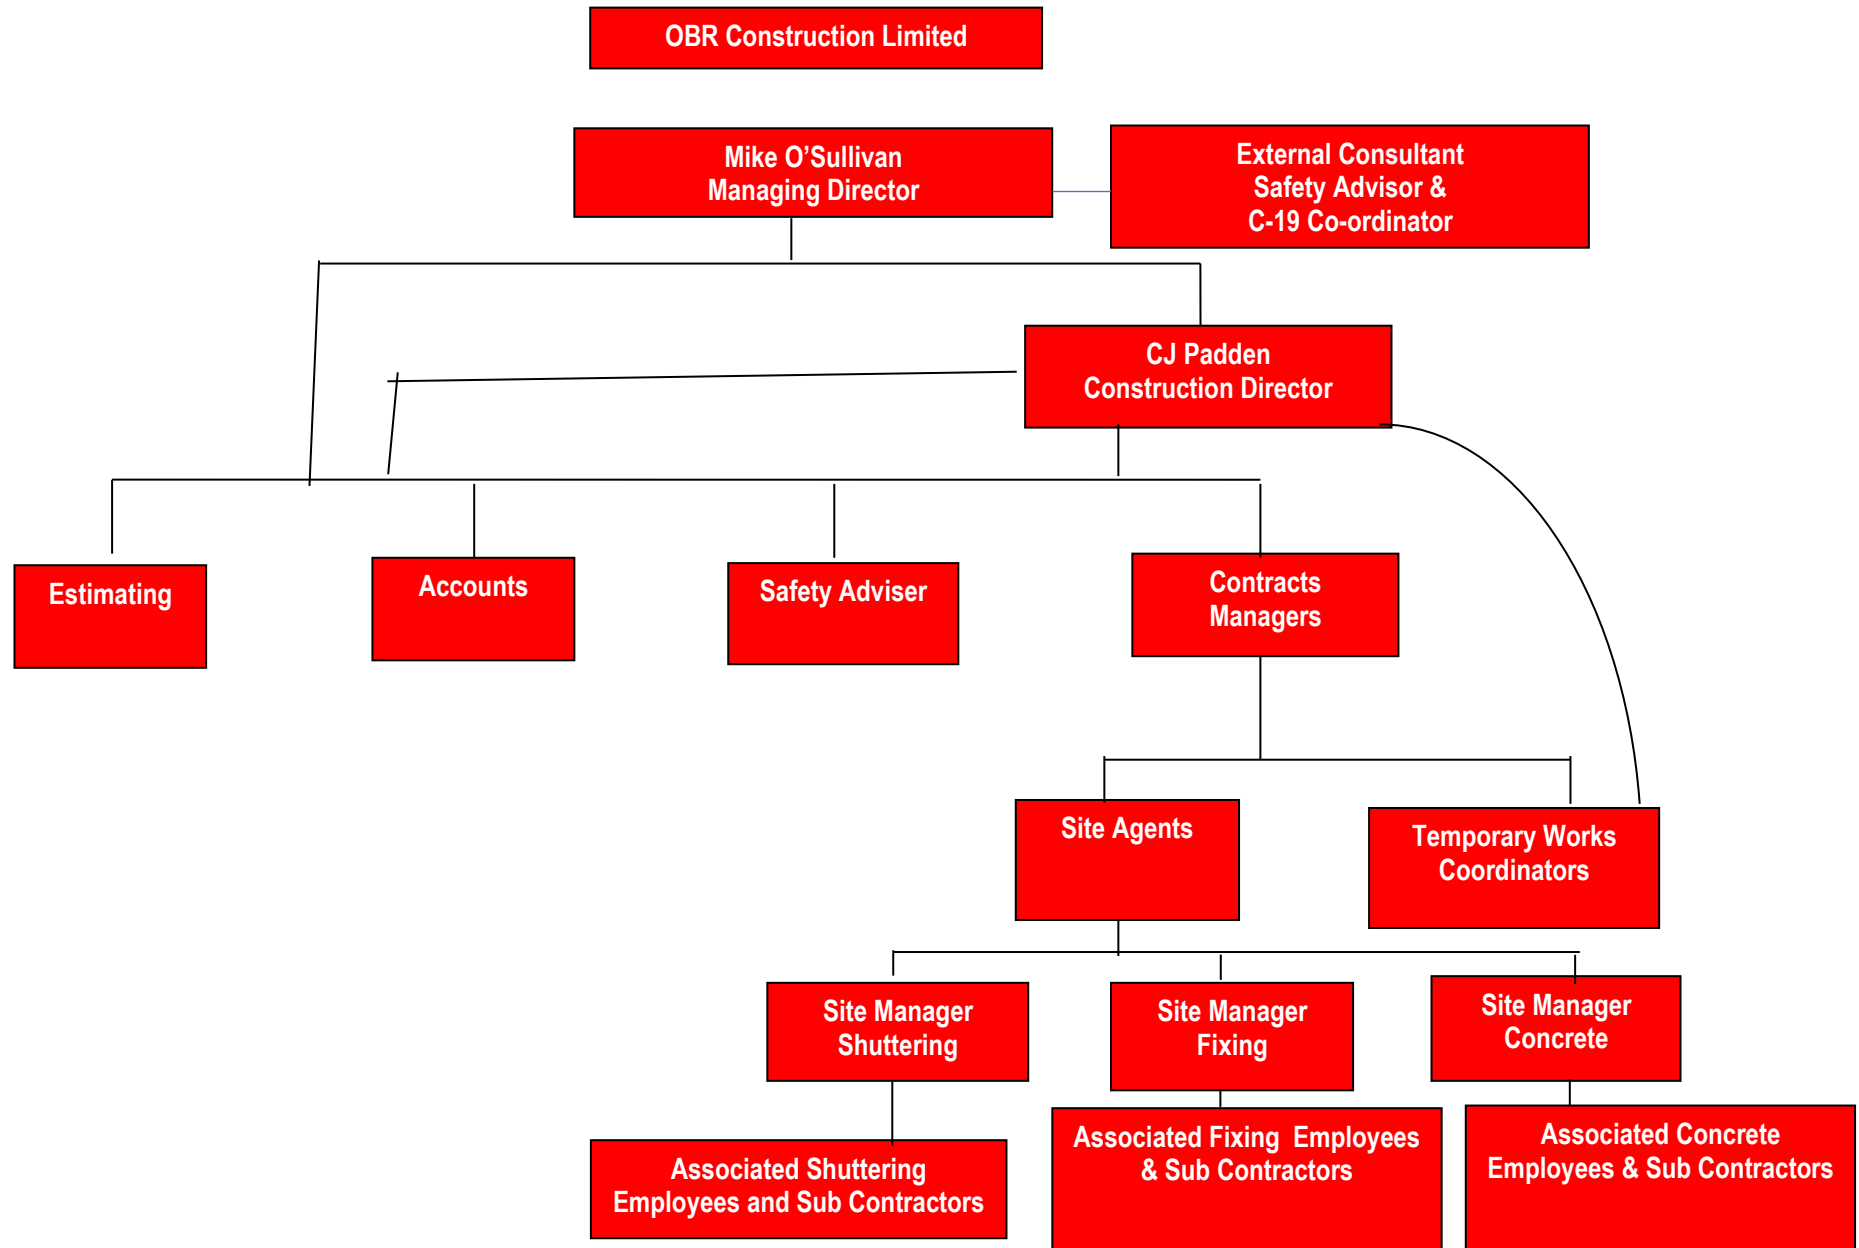 OBR Construction Limited
Mike O’Sullivan
Managing Director
External Consultant
Safety Advisor &
C-19 Co-ordinator
CJ Padden
Construction Director
Estimating
Accounts
Safety Adviser
Contracts
Managers
Site Agents
Temporary Works
Coordinators
Site Manager
Shuttering
Site Manager
Fixing
Site Manager
Concrete
Associated Shuttering
Employees and Sub Contractors
Associated Fixing  Employees
& Sub Contractors
Associated Concrete
Employees & Sub Contractors